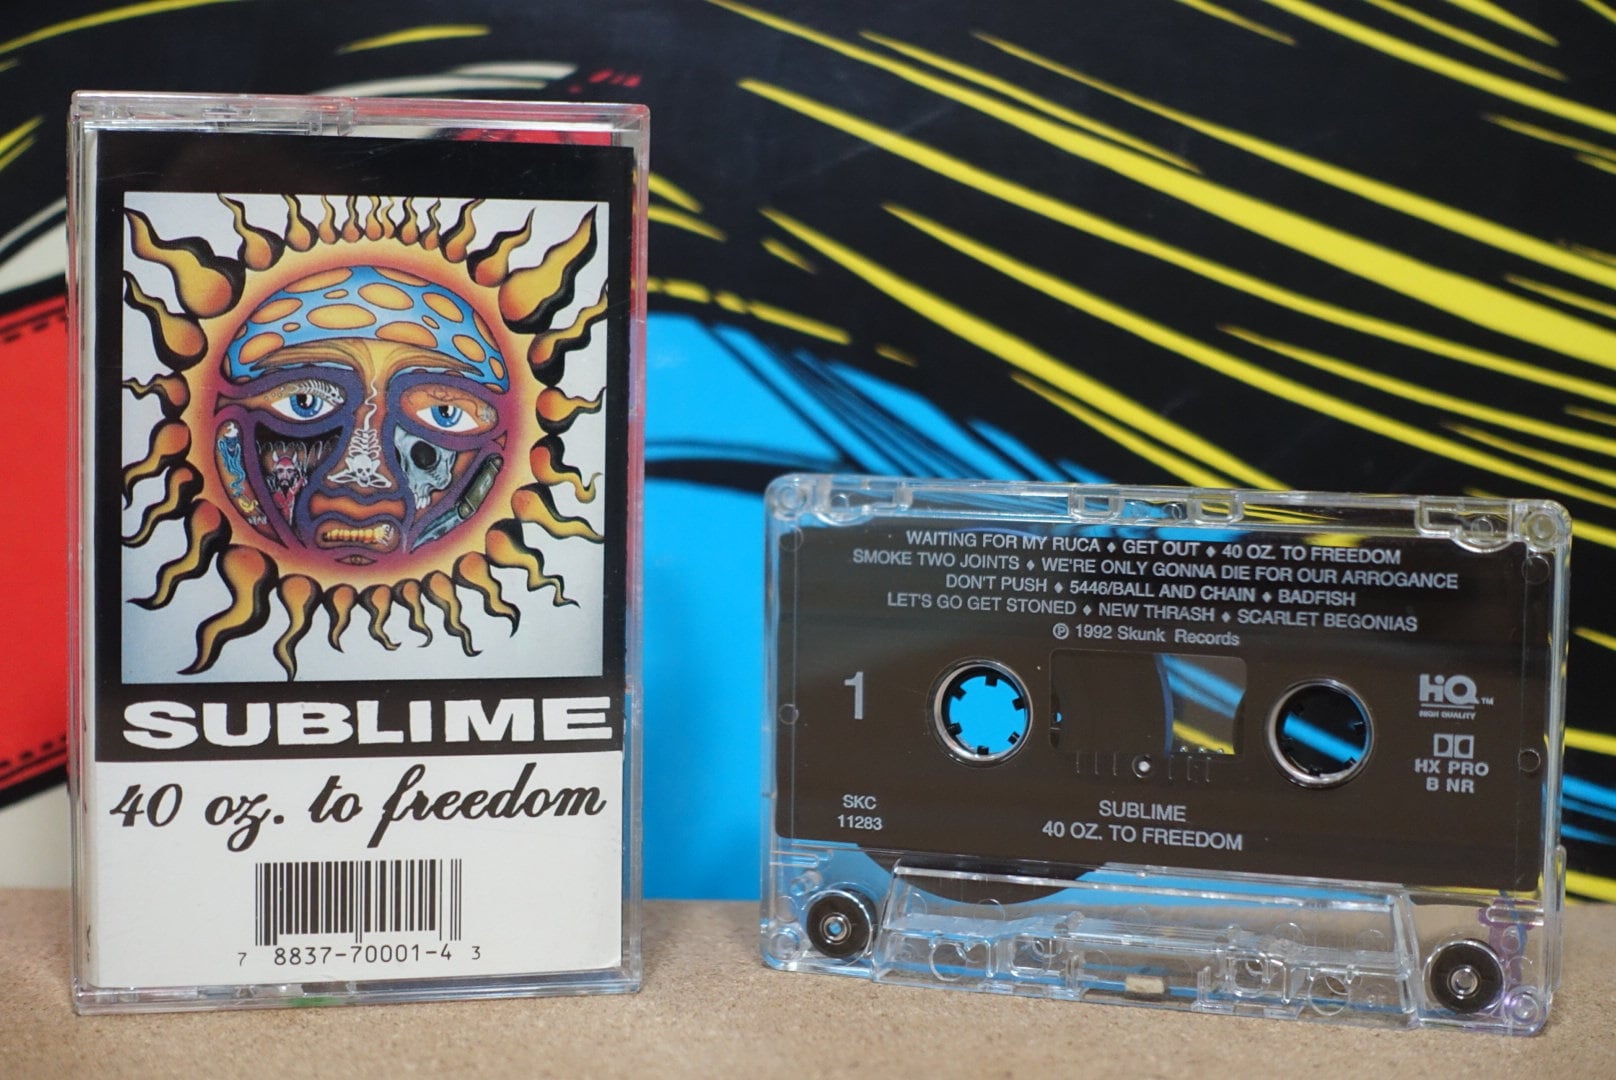 SUBLIME
40 oz. to freedom
7 8837-70001-4 3
WAITING FOR MY RUCA ♦ GET OUT ♦ 40 OZ. TO FREEDOM
SMOKE TWO JOINTS ♦ WE'RE ONLY GONNA DIE FOR OUR ARROGANCE
DON'T PUSH ♦ 5446/BALL AND CHAIN ♦ BADFISH
LET'S GO GET STONED ♦ NEW THRASH ♦ SCARLET BEGONIAS
℗ 1992 Skunk Records
1
HiQ™
HIGH QUALITY
HX PRO
B NR
SKC
11283
SUBLIME
40 OZ. TO FREEDOM